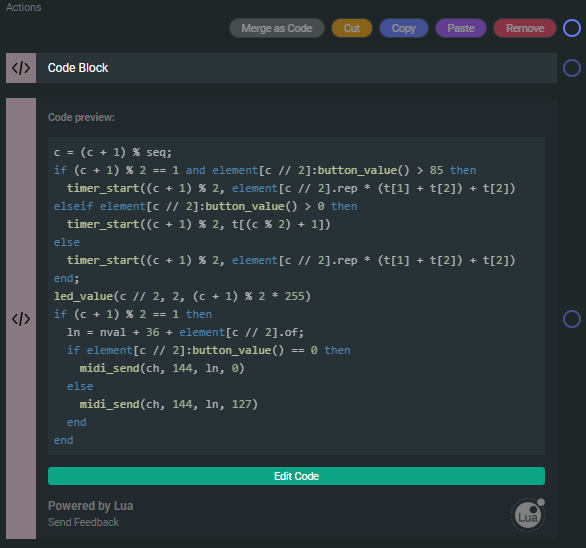 Actions
Merge as Code Cut Copy Paste Remove
</> Code Block
Code preview:
c = (c + 1) % seq;
if (c + 1) % 2 == 1 and element[c // 2]:button_value() > 85 then
  timer_start((c + 1) % 2, element[c // 2].rep * (t[1] + t[2]) + t[2])
elseif element[c // 2]:button_value() > 0 then
  timer_start((c + 1) % 2, t[(c % 2) + 1])
else
  timer_start((c + 1) % 2, element[c // 2].rep * (t[1] + t[2]) + t[2])
end;
led_value(c // 2, 2, (c + 1) % 2 * 255)
if (c + 1) % 2 == 1 then
  ln = nval + 36 + element[c // 2].of;
  if element[c // 2]:button_value() == 0 then
    midi_send(ch, 144, ln, 0)
  else
    midi_send(ch, 144, ln, 127)
  end
end
</>
Edit Code
Powered by Lua
Send Feedback
Lua